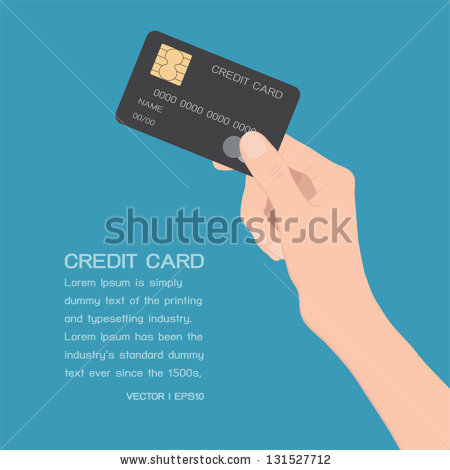 CREDIT CARD
0000 0000 0000 0000
NAME
00/00
shutterstock
CREDIT CARD
Lorem Ipsum is simply
dummy text of the printing
and typesetting industry.
Lorem Ipsum has been the
industry's standard dummy
text ever since the 1500s,
VECTOR | EPS10
www.shutterstock.com · 131527712